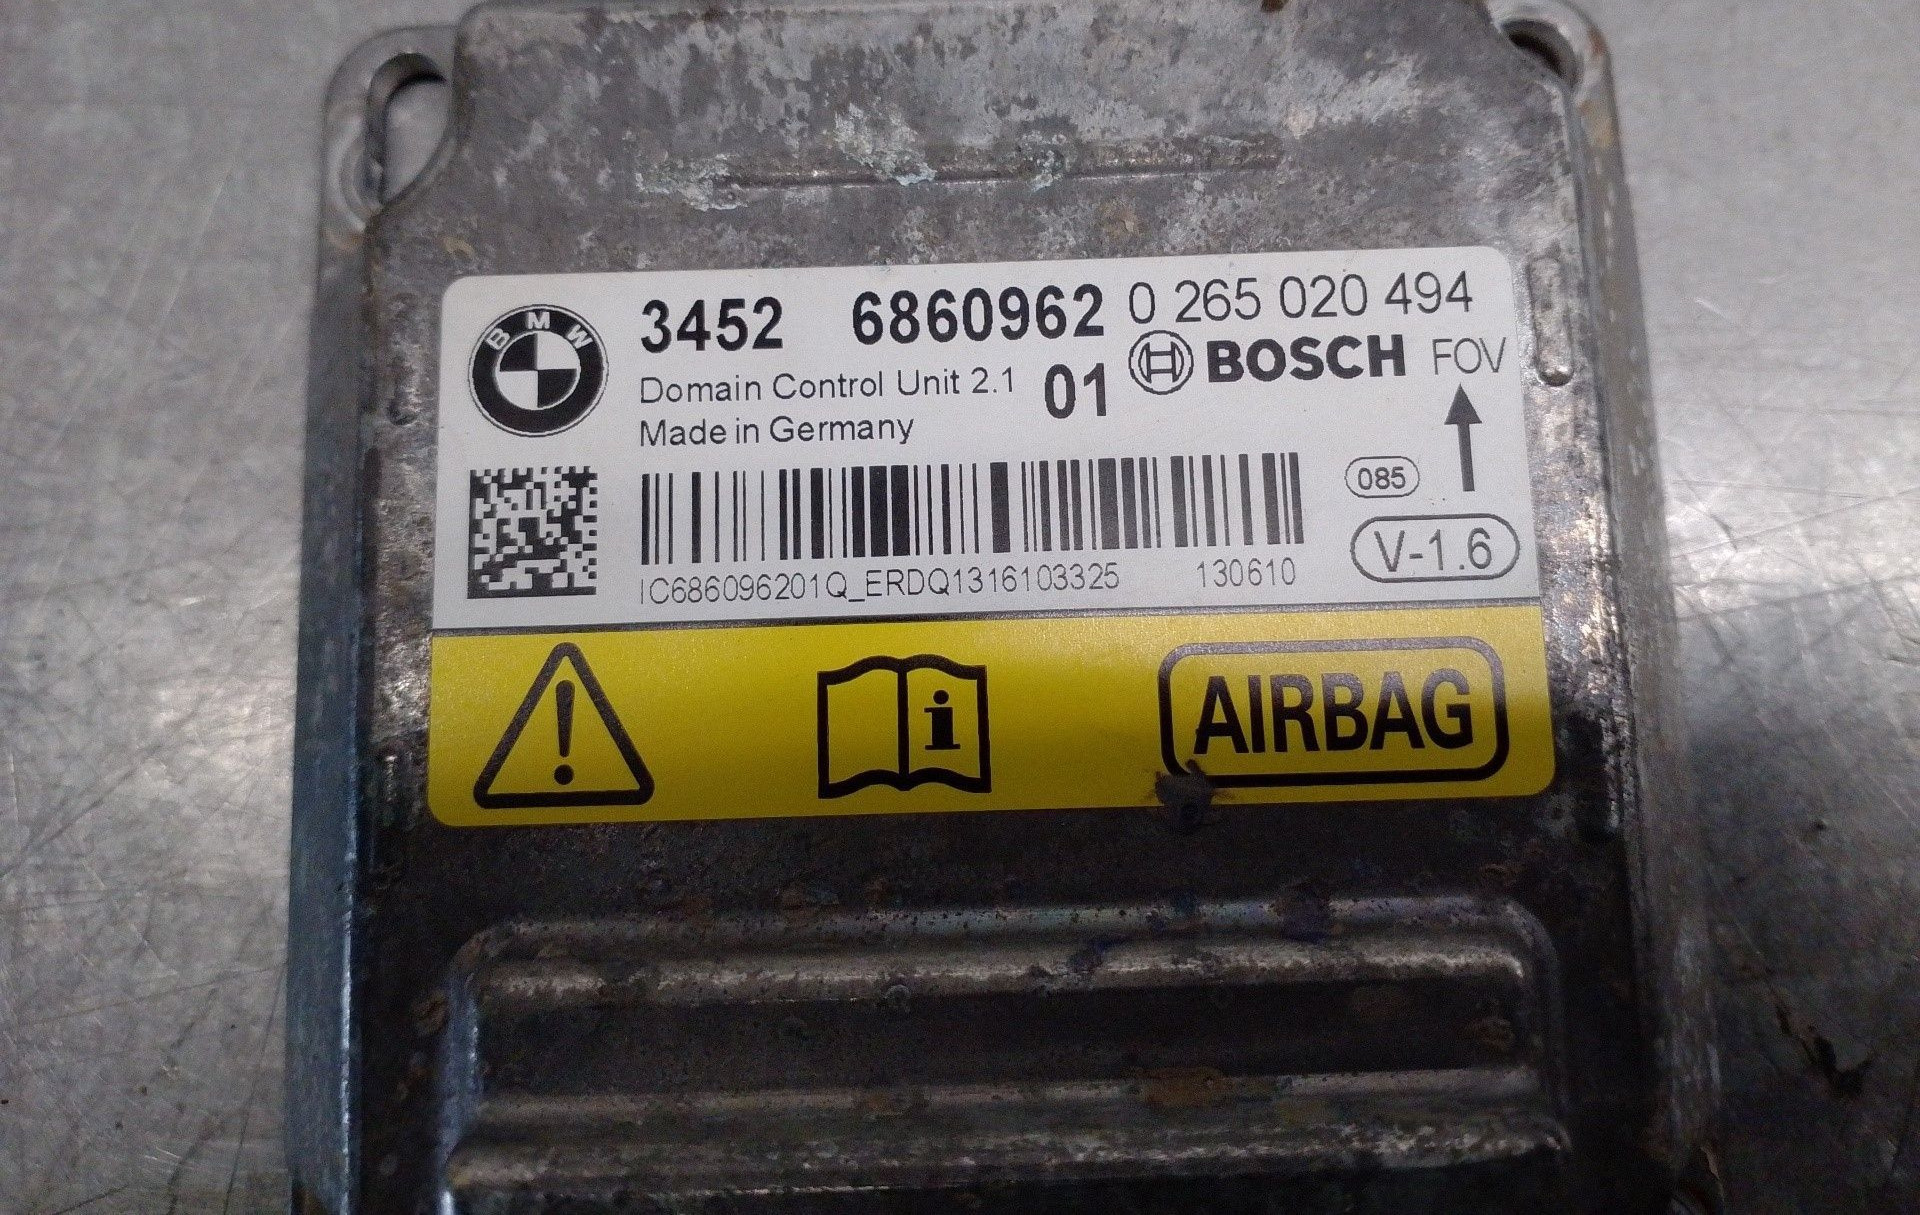 BMW
3452 6860962 0 265 020 494
Domain Control Unit 2.1 01 BOSCH FOV
Made in Germany
085
V-1.6
IC686096201Q_ERDQ1316103325 130610
AIRBAG